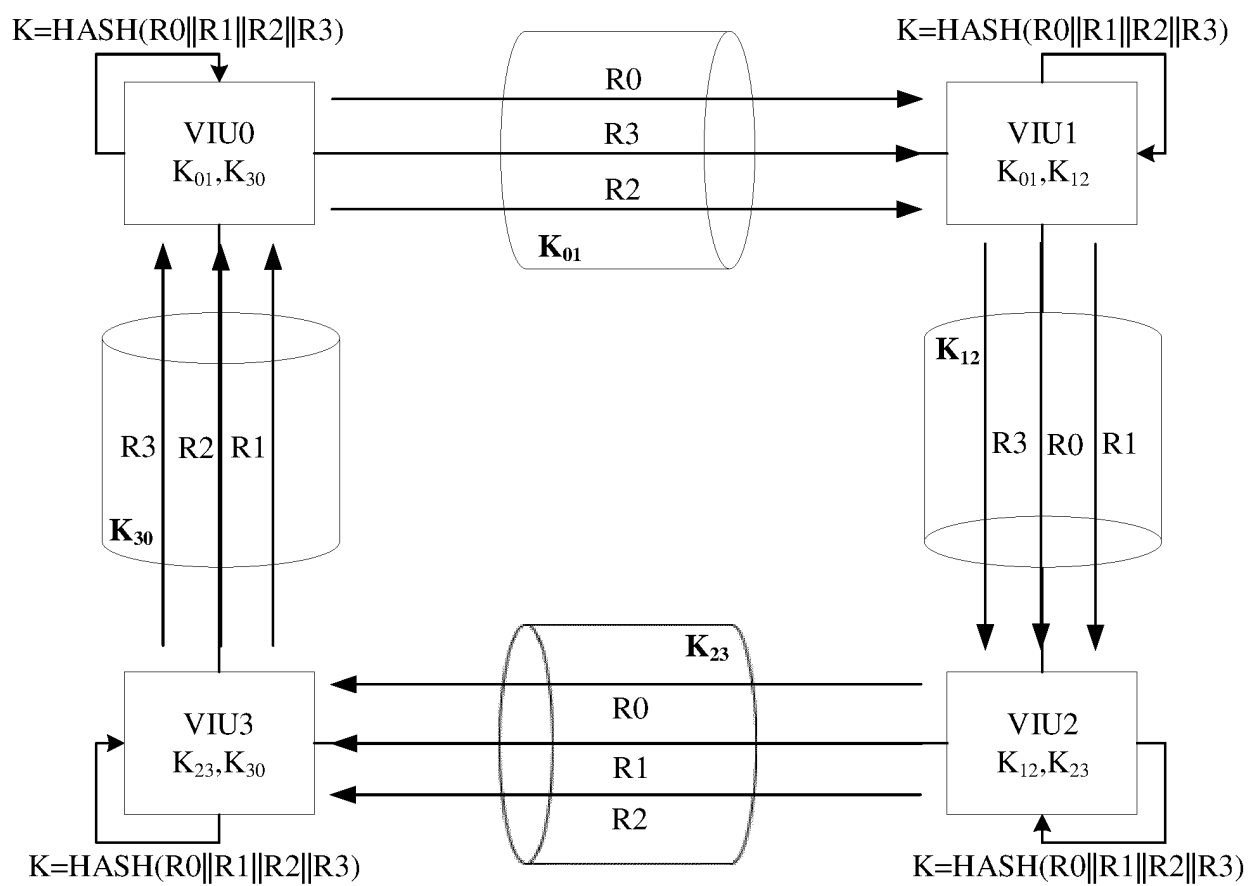 K=HASH(R0||R1||R2||R3)
K=HASH(R0||R1||R2||R3)
R0
VIU0
K₀₁,K₃₀
R3
VIU1
K₀₁,K₁₂
R2
K₀₁
K₁₂
R3
R2
R1
R3
R0
R1
K₃₀
K₂₃
R0
VIU3
K₂₃,K₃₀
VIU2
K₁₂,K₂₃
R1
R2
K=HASH(R0||R1||R2||R3)
K=HASH(R0||R1||R2||R3)